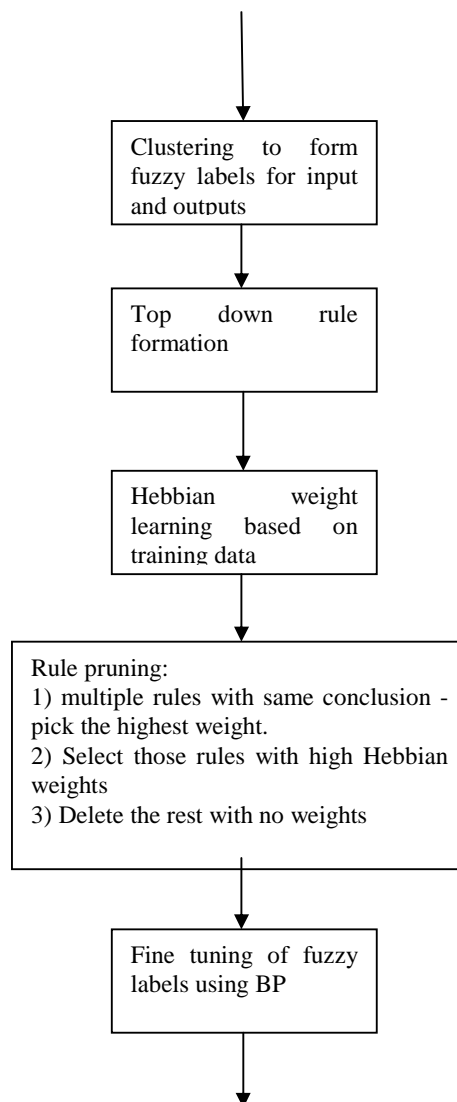 Clustering to form
fuzzy labels for input
and outputs
Top down rule
formation
Hebbian weight
learning based on
training data
Rule pruning:
1) multiple rules with same conclusion -
pick the highest weight.
2) Select those rules with high Hebbian
weights
3) Delete the rest with no weights
Fine tuning of fuzzy
labels using BP